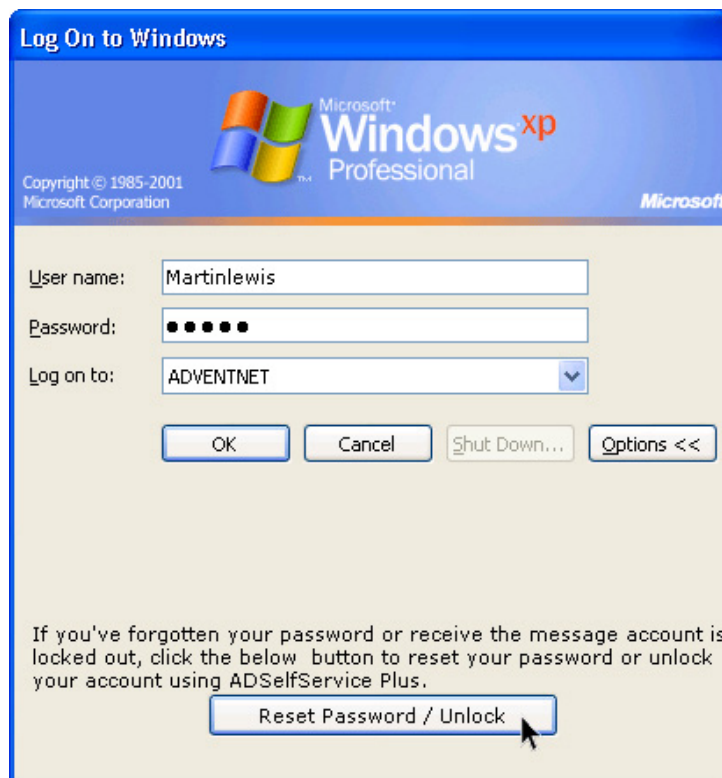 Log On to Windows
Microsoft®
Windows xp
Professional
Copyright © 1985-2001
Microsoft Corporation
Microsoft
User name: Martinlewis
Password: ●●●●●
Log on to: ADVENTNET
OK Cancel Shut Down... Options <<
If you've forgotten your password or receive the message account is
locked out, click the below button to reset your password or unlock
your account using ADSelfService Plus.
Reset Password / Unlock